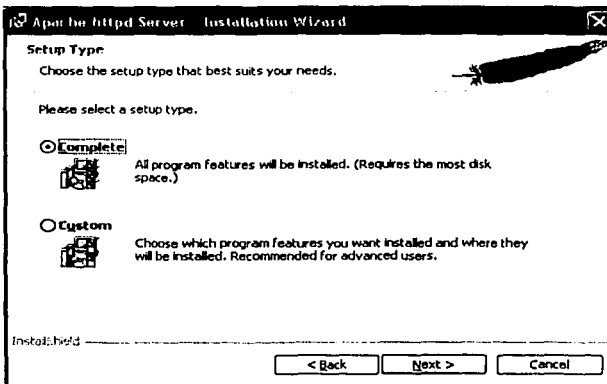 Apache httpd Server Installation Wizard
Setup Type
Choose the setup type that best suits your needs.
Please select a setup type.
Complete
All program features will be installed. (Requires the most disk
space.)
Custom
Choose which program features you want installed and where they
will be installed. Recommended for advanced users.
InstallShield
< Back
Next >
Cancel